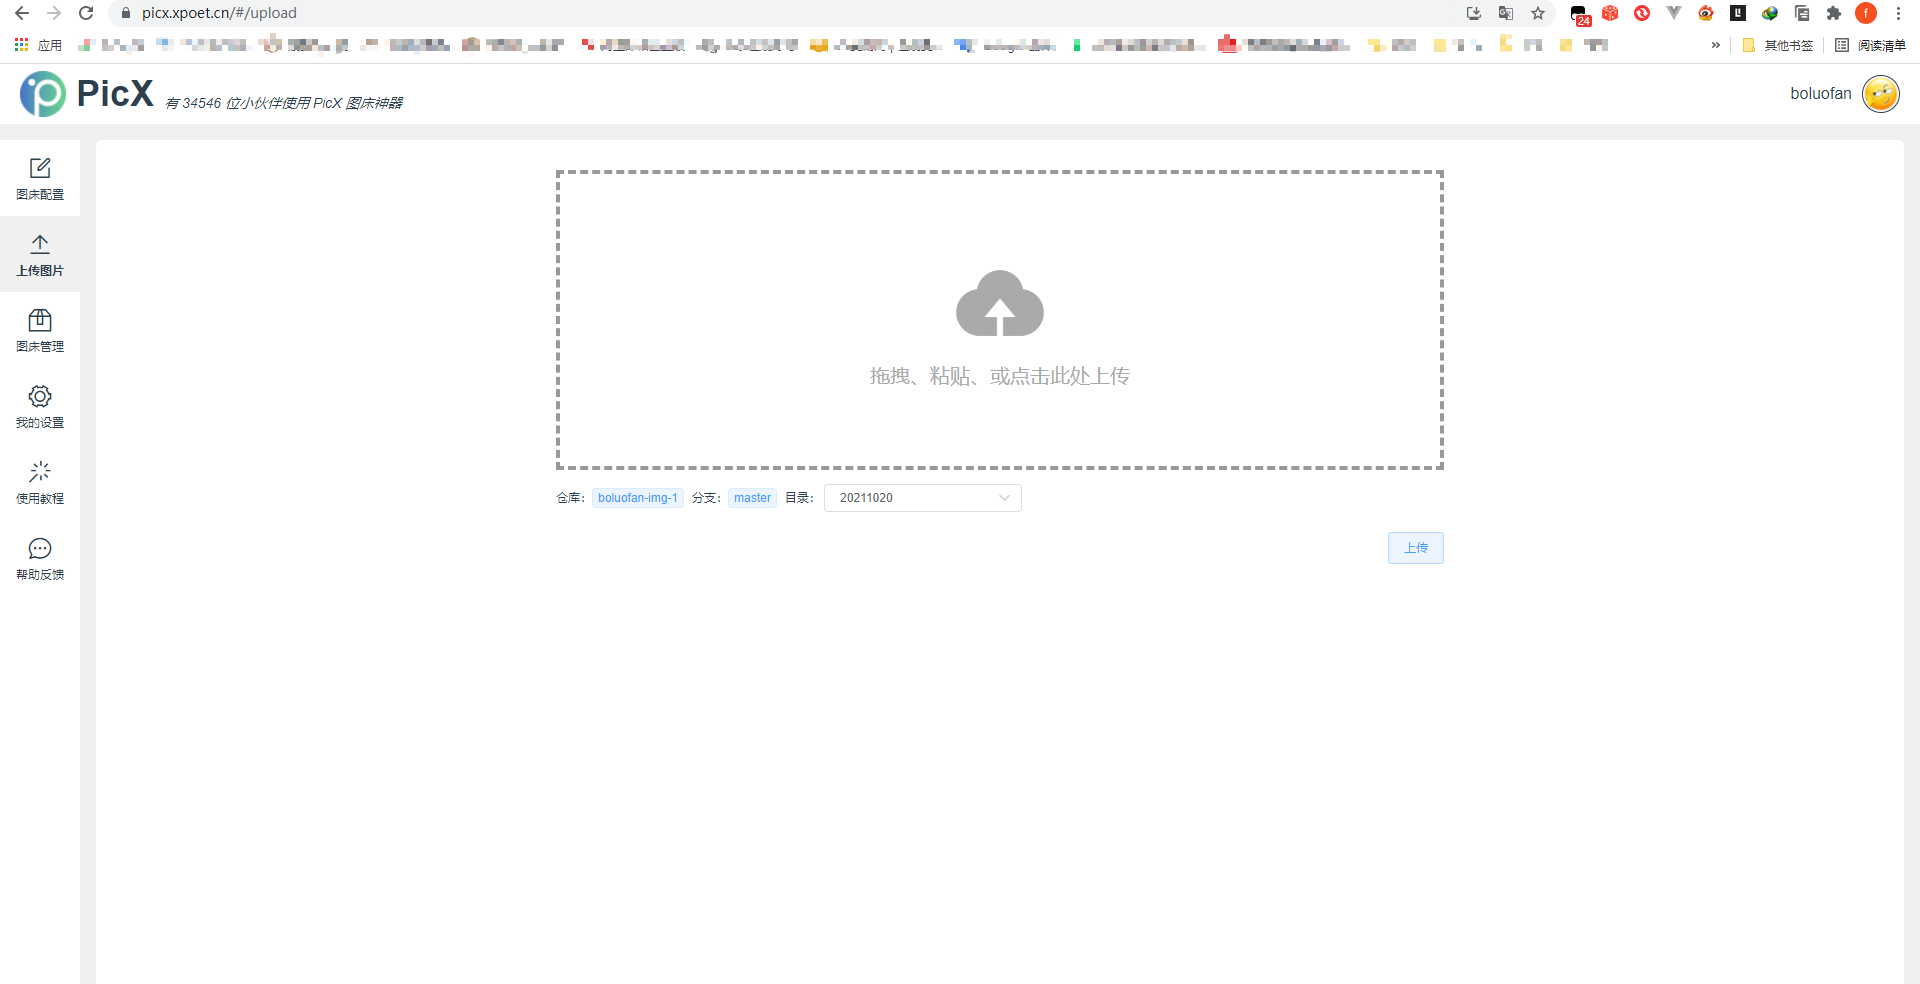 picx.xpoet.cn/#/upload
24
f
应用
»
其他书签
阅读清单
PicX
有 34546 位小伙伴使用 PicX 图床神器
boluofan
图床配置
上传图片
图床管理
我的设置
使用教程
帮助反馈
拖拽、粘贴、或点击此处上传
仓库： boluofan-img-1 分支： master 目录： 20211020
上传